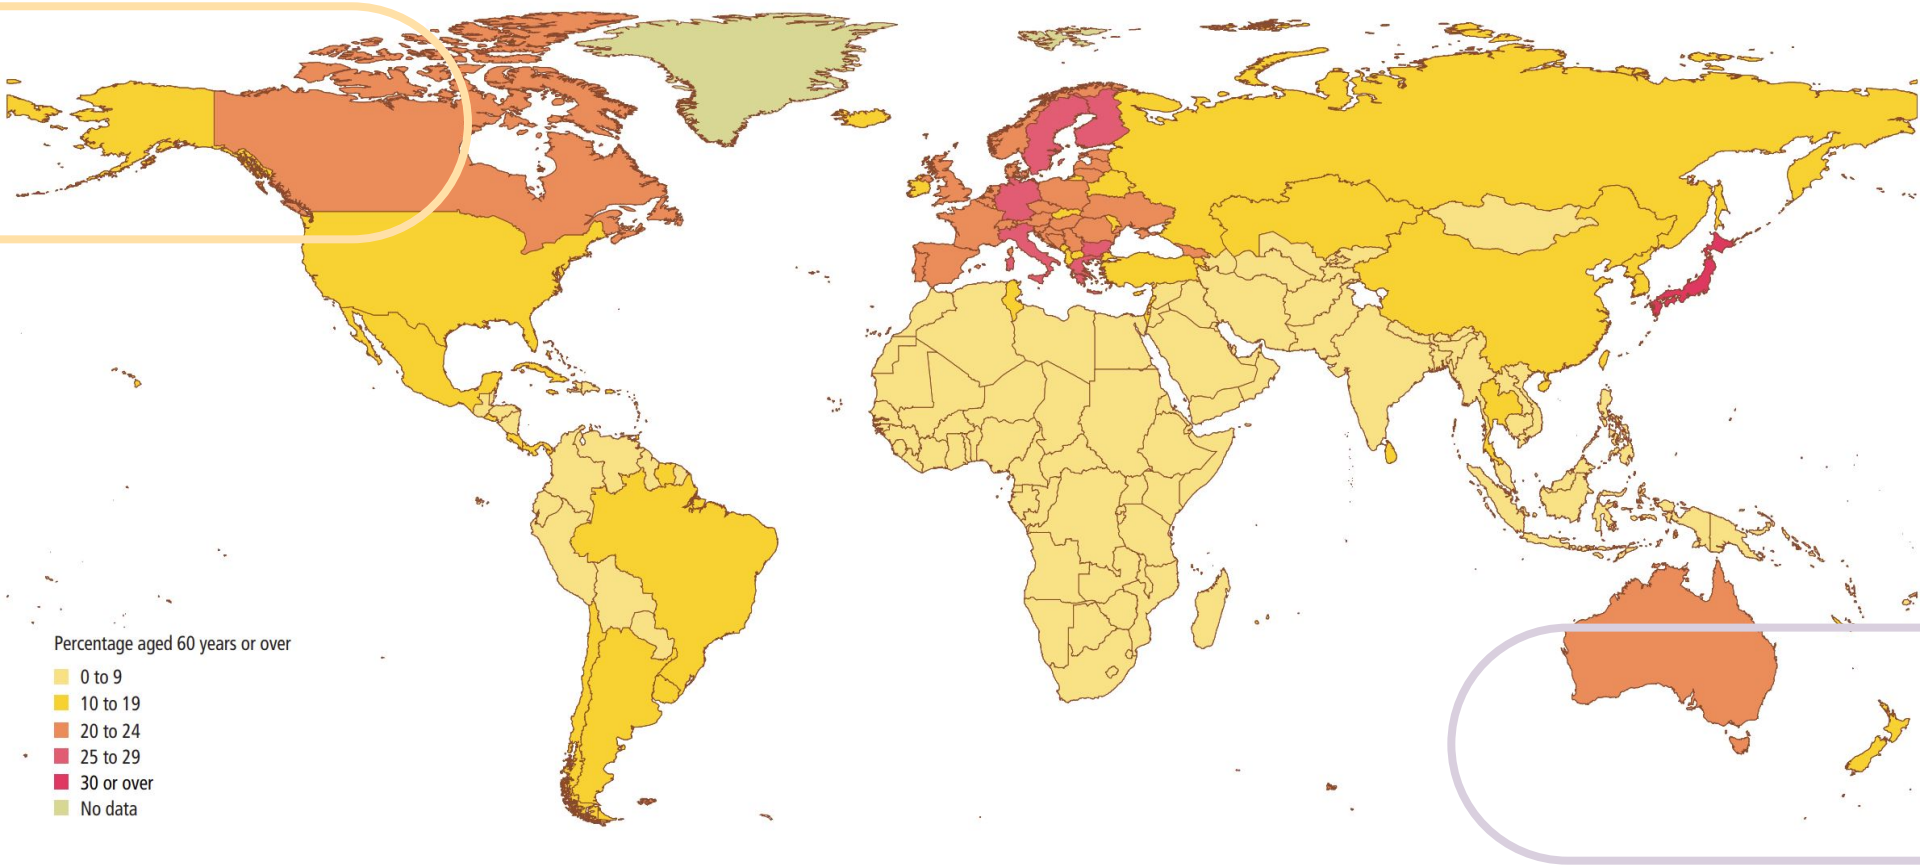 Percentage aged 60 years or over
0 to 9
10 to 19
20 to 24
25 to 29
30 or over
No data